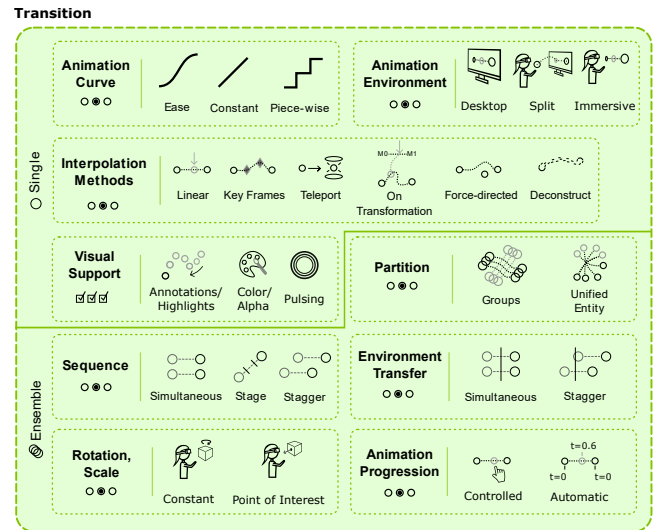 Transition
Animation
Curve
Ease
Constant
Piece-wise
Animation
Environment
Desktop
Split
Immersive
Single
Interpolation
Methods
Linear
Key Frames
Teleport
M0
M1
On
Transformation
Force-directed
Deconstruct
Visual
Support
Annotations/
Highlights
Color/
Alpha
Pulsing
Partition
Groups
Unified
Entity
Ensemble
Sequence
Simultaneous
Stage
Stagger
Environment
Transfer
Simultaneous
Stagger
Rotation,
Scale
Constant
Point of Interest
Animation
Progression
Controlled
t=0.6
t=0
t=0
Automatic